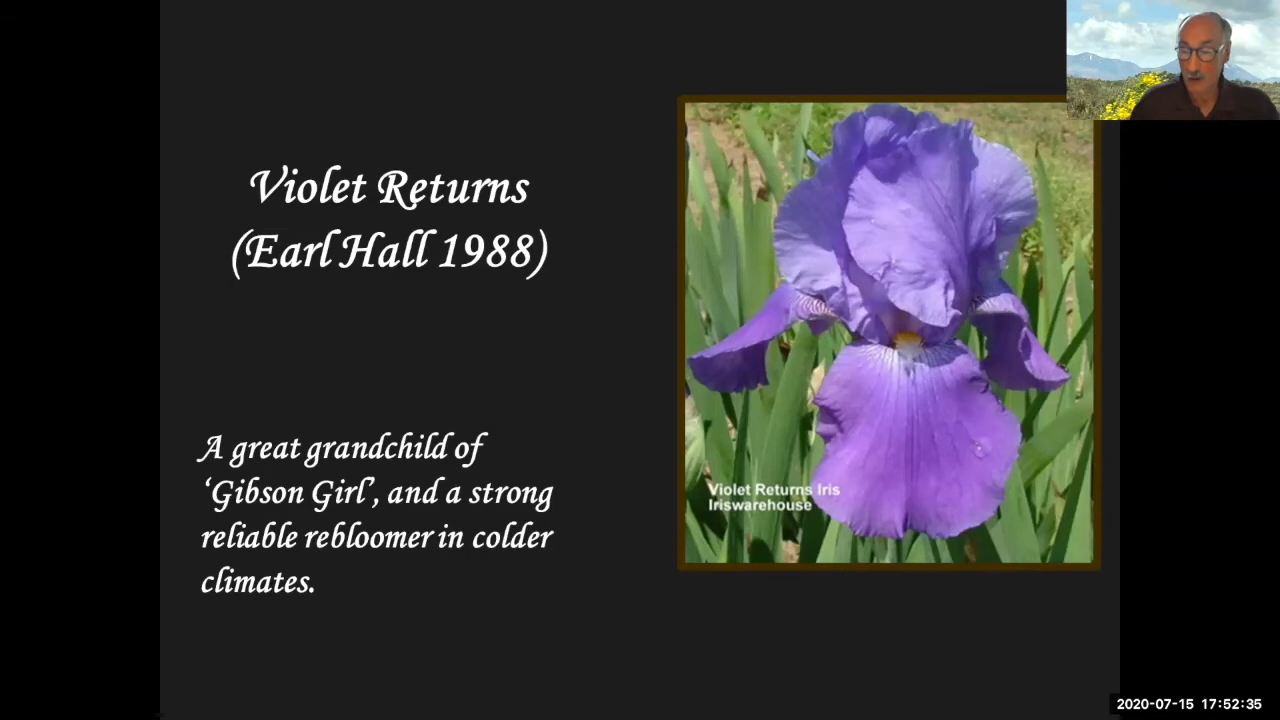 Violet Returns
(Earl Hall 1988)
A great grandchild of
‘Gibson Girl’, and a strong
reliable rebloomer in colder
climates.
Violet Returns Iris
Iriswarehouse
2020-07-15 17:52:35